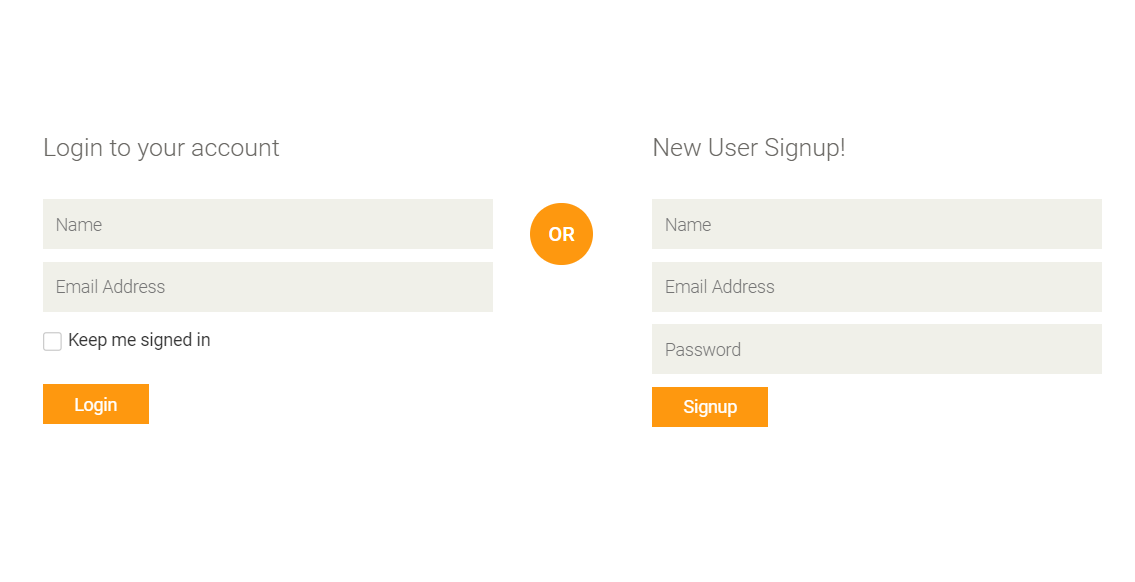 Login to your account
Name
Email Address
Keep me signed in
Login
OR
New User Signup!
Name
Email Address
Password
Signup